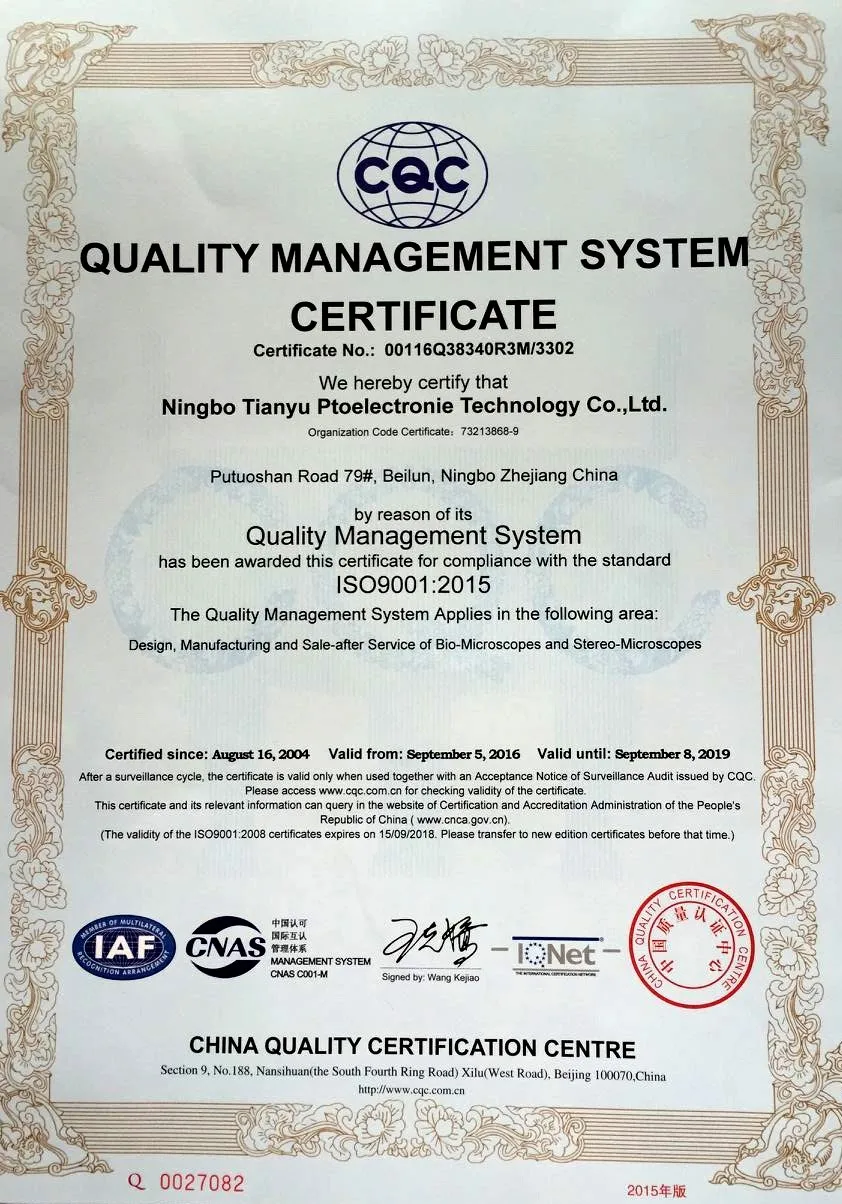 CQC
QUALITY MANAGEMENT SYSTEM
CERTIFICATE
Certificate No.: 00116Q38340R3M/3302
We hereby certify that
Ningbo Tianyu Ptoelectronie Technology Co.,Ltd.
Organization Code Certificate: 73213868-9
Putuoshan Road 79#, Beilun, Ningbo Zhejiang China
by reason of its
Quality Management System
has been awarded this certificate for compliance with the standard
ISO9001:2015
The Quality Management System Applies in the following area:
Design, Manufacturing and Sale-after Service of Bio-Microscopes and Stereo-Microscopes
Certified since: August 16, 2004 Valid from: September 5, 2016 Valid until: September 8, 2019
After a surveillance cycle, the certificate is valid only when used together with an Acceptance Notice of Surveillance Audit issued by CQC.
Please access www.cqc.com.cn for checking validity of the certificate.
This certificate and its relevant information can query in the website of Certification and Accreditation Administration of the People's
Republic of China ( www.cnca.gov.cn).
(The validity of the ISO9001:2008 certificates expires on 15/09/2018. Please transfer to new edition certificates before that time.)
MEMBER OF MULTILATERAL
IAF
RECOGNITION ARRANGEMENT
CNAS
中国认可
国际互认
管理体系
MANAGEMENT SYSTEM
CNAS C001-M
Signed by: Wang Kejiao
IQNet
THE INTERNATIONAL CERTIFICATION NETWORK
CHINA QUALITY CERTIFICATION CENTRE
中国质量认证中心
CHINA QUALITY CERTIFICATION CENTRE
Section 9, No.188, Nansihuan(the South Fourth Ring Road) Xilu(West Road), Beijing 100070,China
http://www.cqc.com.cn
Q 0027082
2015年版